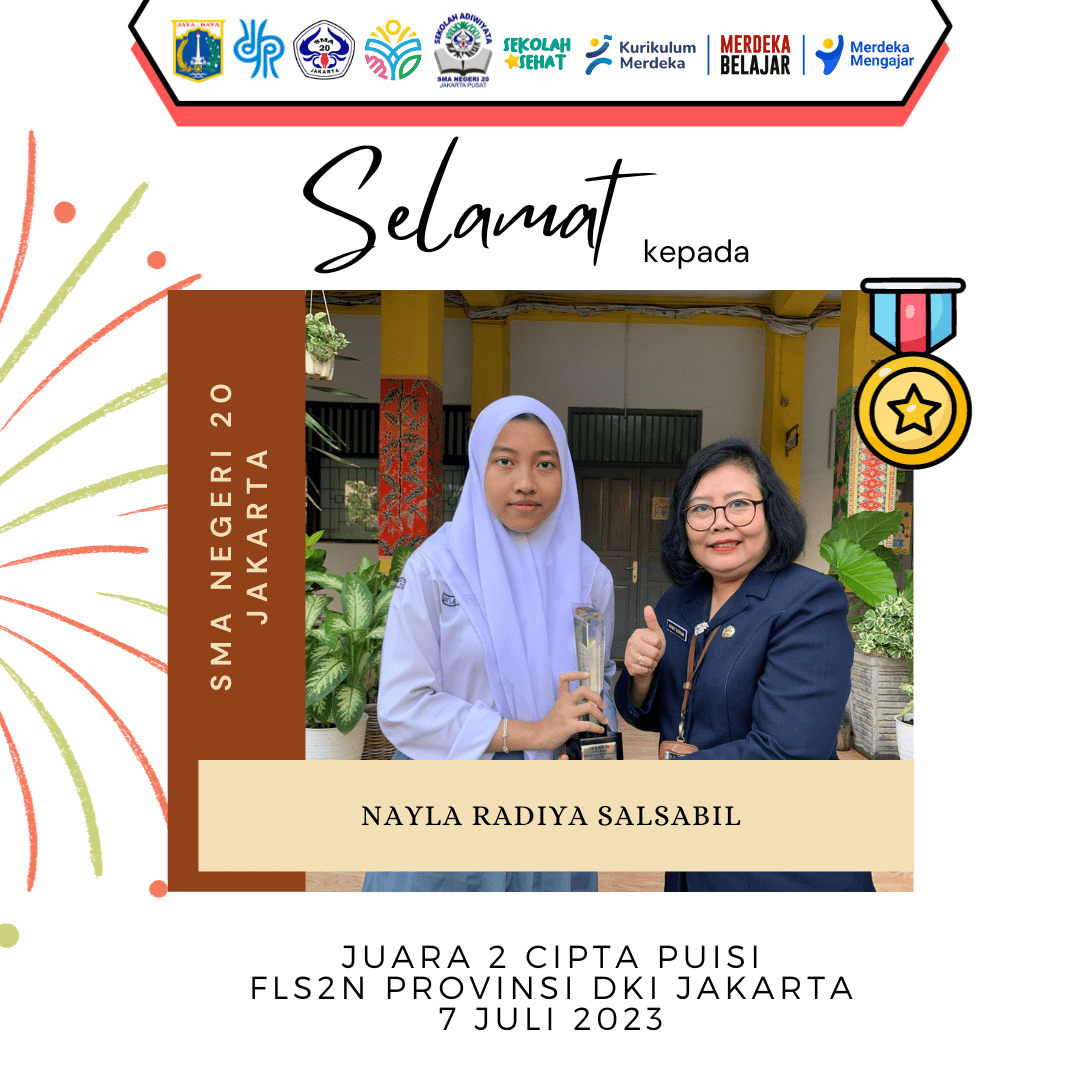 JAYA RAYA
SMA
20
JAKARTA
SEKOLAH ADIWIYATA
SMA NEGERI 20
JAKARTA PUSAT
SEKOLAH
SEHAT
Kurikulum
Merdeka
MERDEKA
BELAJAR
Merdeka
Mengajar
Selamat
kepada
SMA NEGERI 20
JAKARTA
NAYLA RADIYA SALSABIL
JUARA 2 CIPTA PUISI
FLS2N PROVINSI DKI JAKARTA
7 JULI 2023